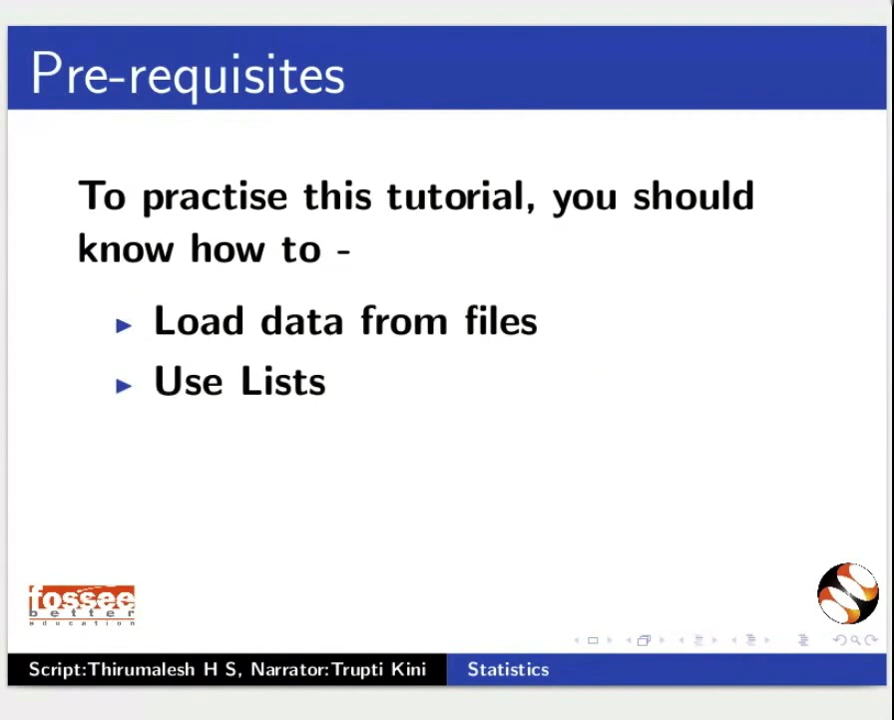 Pre-requisites
To practise this tutorial, you should
know how to -
Load data from files
Use Lists
fossee
better
education
Script:Thirumalesh H S, Narrator:Trupti Kini
Statistics